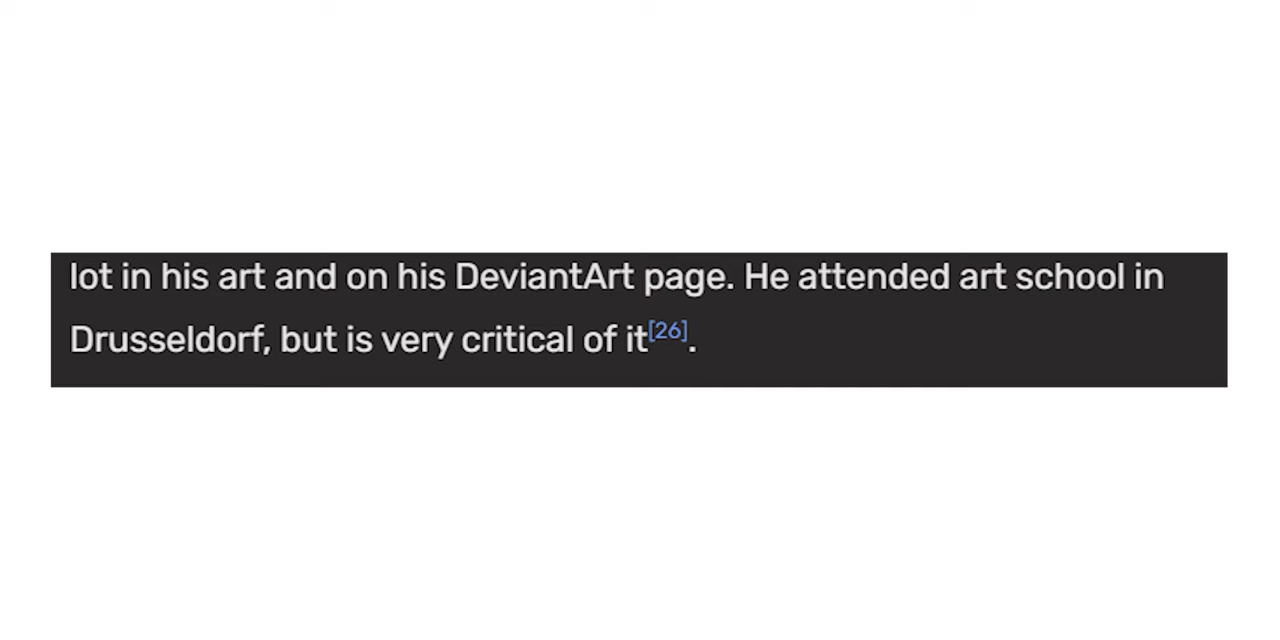 lot in his art and on his DeviantArt page. He attended art school in
Drusseldorf, but is very critical of it[26].